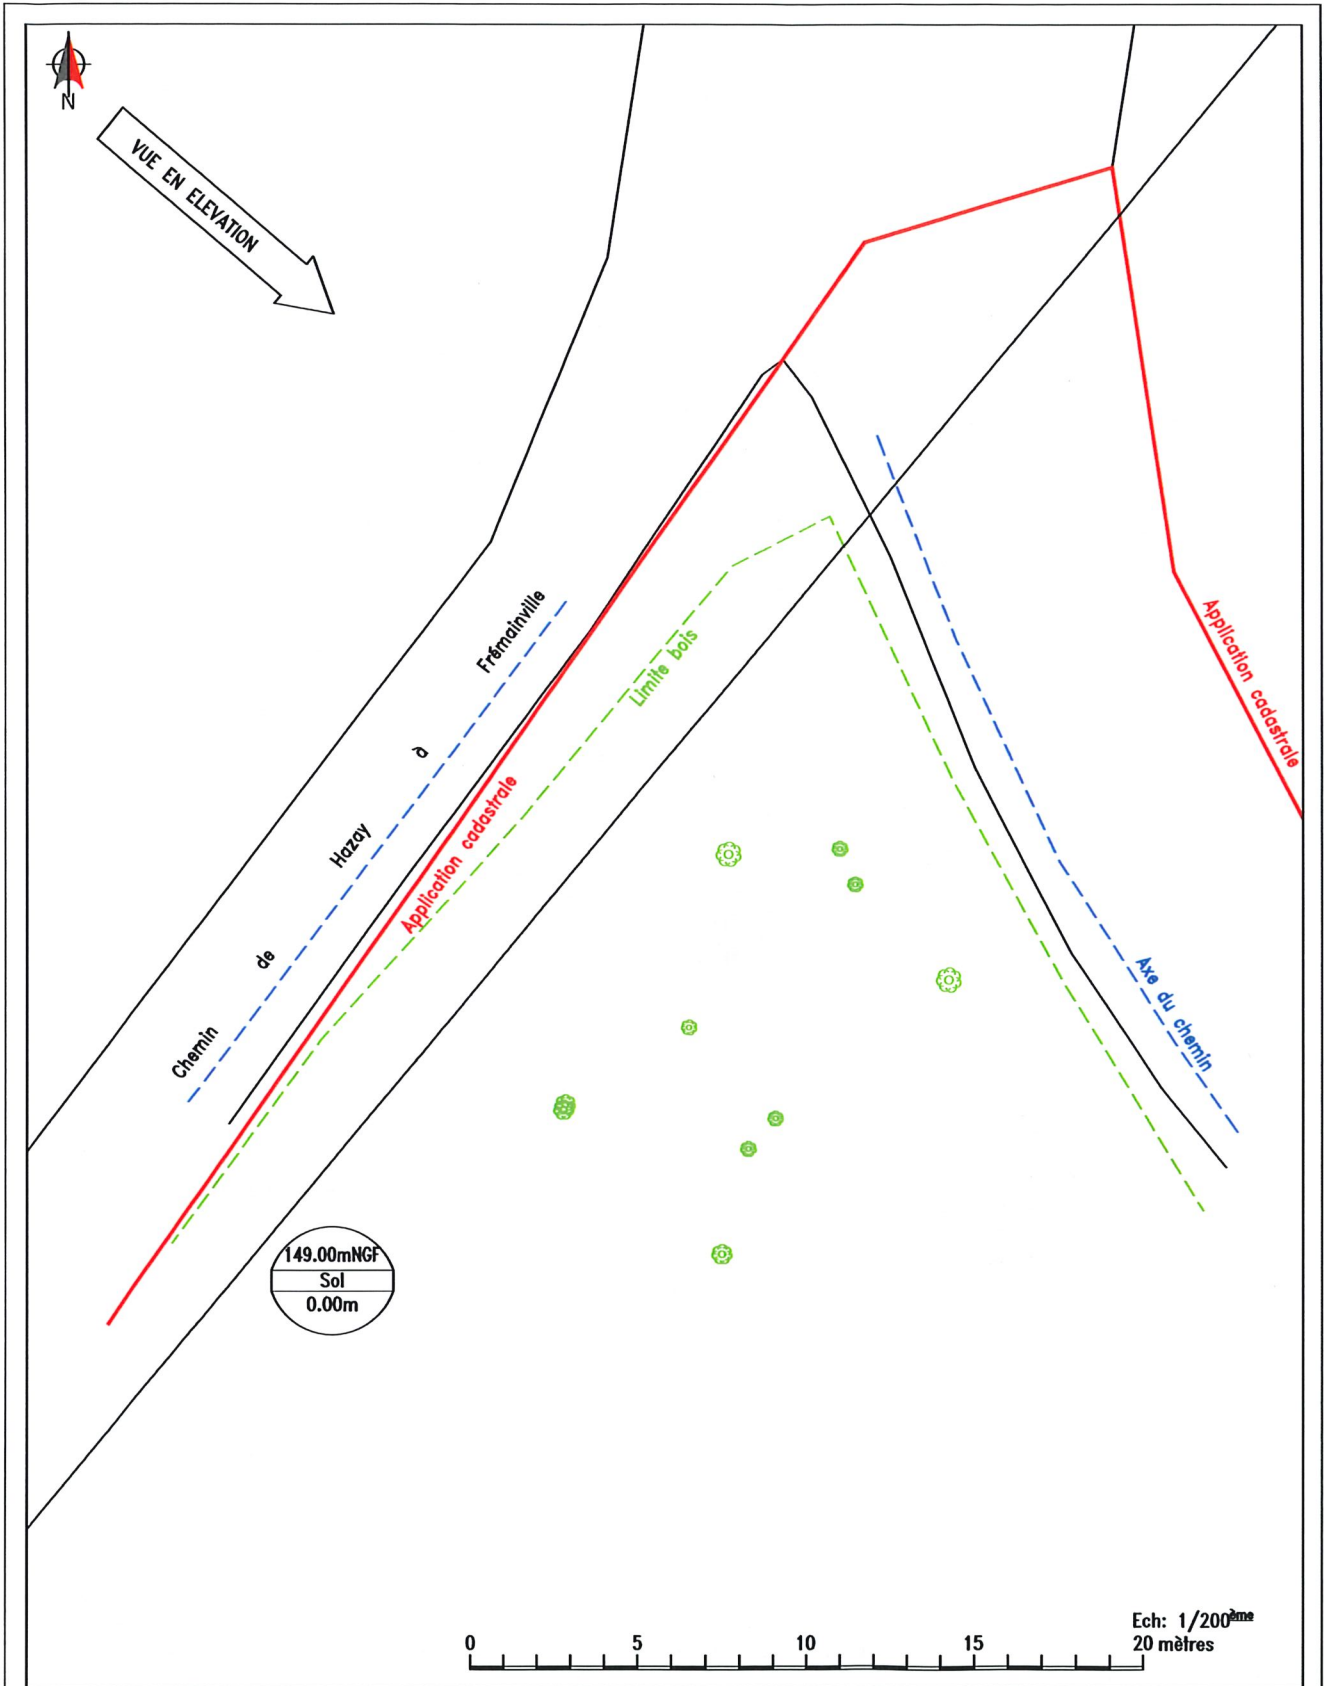 N
VUE EN ELEVATION
Chemin de Hazay à Frémainville
Limite bois
Application cadastrale
Application cadastrale
Axe du chemin
149.00mNGF
Sol
0.00m
Ech: 1/200ème
0 5 10 15 20 mètres